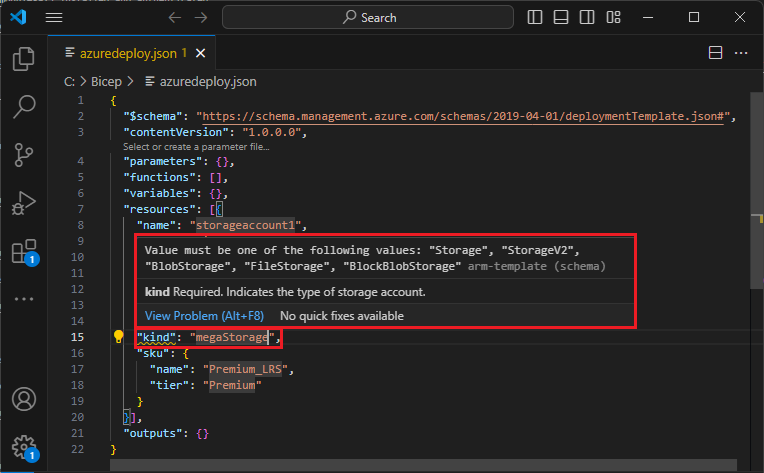 Search
azuredeploy.json 1
C: > Bicep > azuredeploy.json
1 {
2 "$schema": "https://schema.management.azure.com/schemas/2019-04-01/deploymentTemplate.json#",
3 "contentVersion": "1.0.0.0",
Select or create a parameter file...
4 "parameters": {},
5 "functions": [],
6 "variables": {},
7 "resources": [{
8 "name": "storageaccount1",
9
10
Value must be one of the following values: "Storage", "StorageV2",
11
"BlobStorage", "FileStorage", "BlockBlobStorage" arm-template (schema)
12
kind Required. Indicates the type of storage account.
13
View Problem (Alt+F8) No quick fixes available
14
15 "kind": "megaStorage",
16 "sku": {
17 "name": "Premium_LRS",
18 "tier": "Premium"
19 }
20 }],
21 "outputs": {}
22 }
1
1